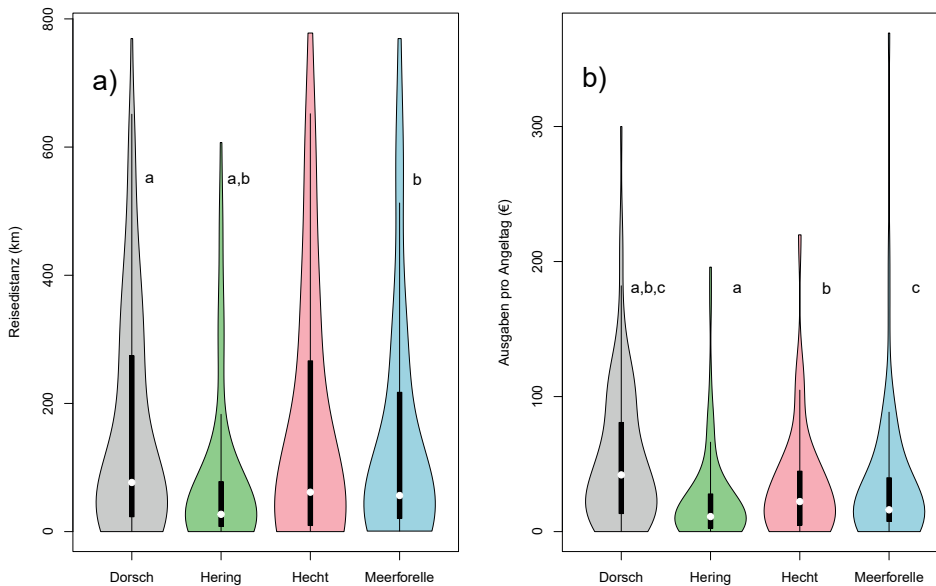 a)
Reisedistanz (km)
800
600
400
200
0
a
a,b
b
Dorsch
Hering
Hecht
Meerforelle
b)
Ausgaben pro Angeltag (€)
300
200
100
0
a,b,c
a
b
c
Dorsch
Hering
Hecht
Meerforelle